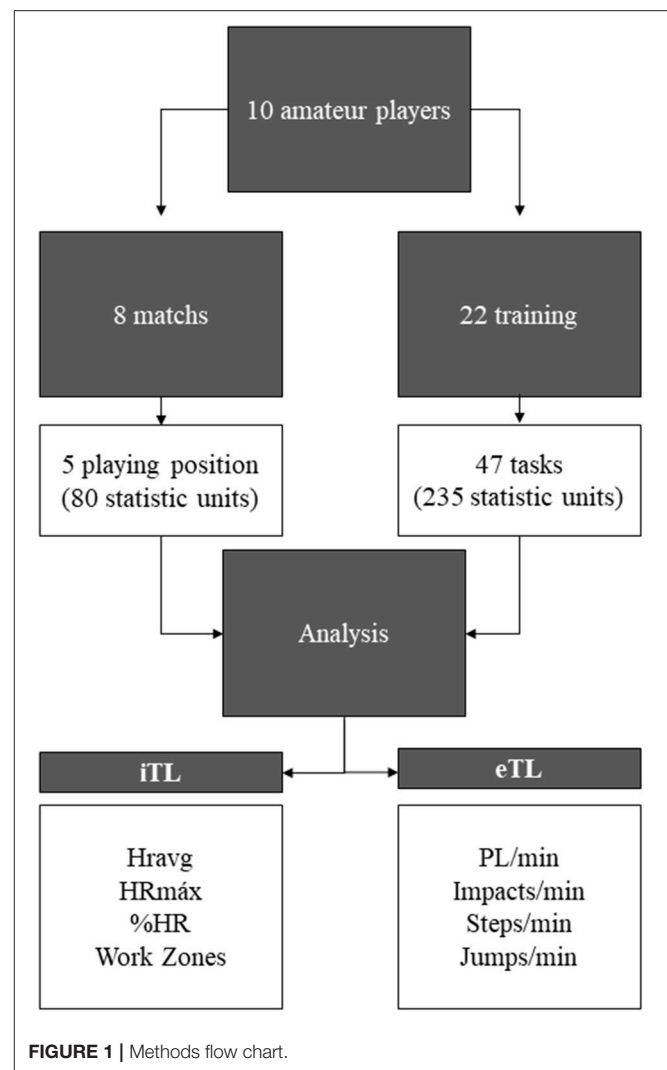 10 amateur players
8 matchs
22 training
5 playing position
(80 statistic units)
47 tasks
(235 statistic units)
Analysis
iTL
eTL
Hravg
HRmáx
%HR
Work Zones
PL/min
Impacts/min
Steps/min
Jumps/min
FIGURE 1 | Methods flow chart.